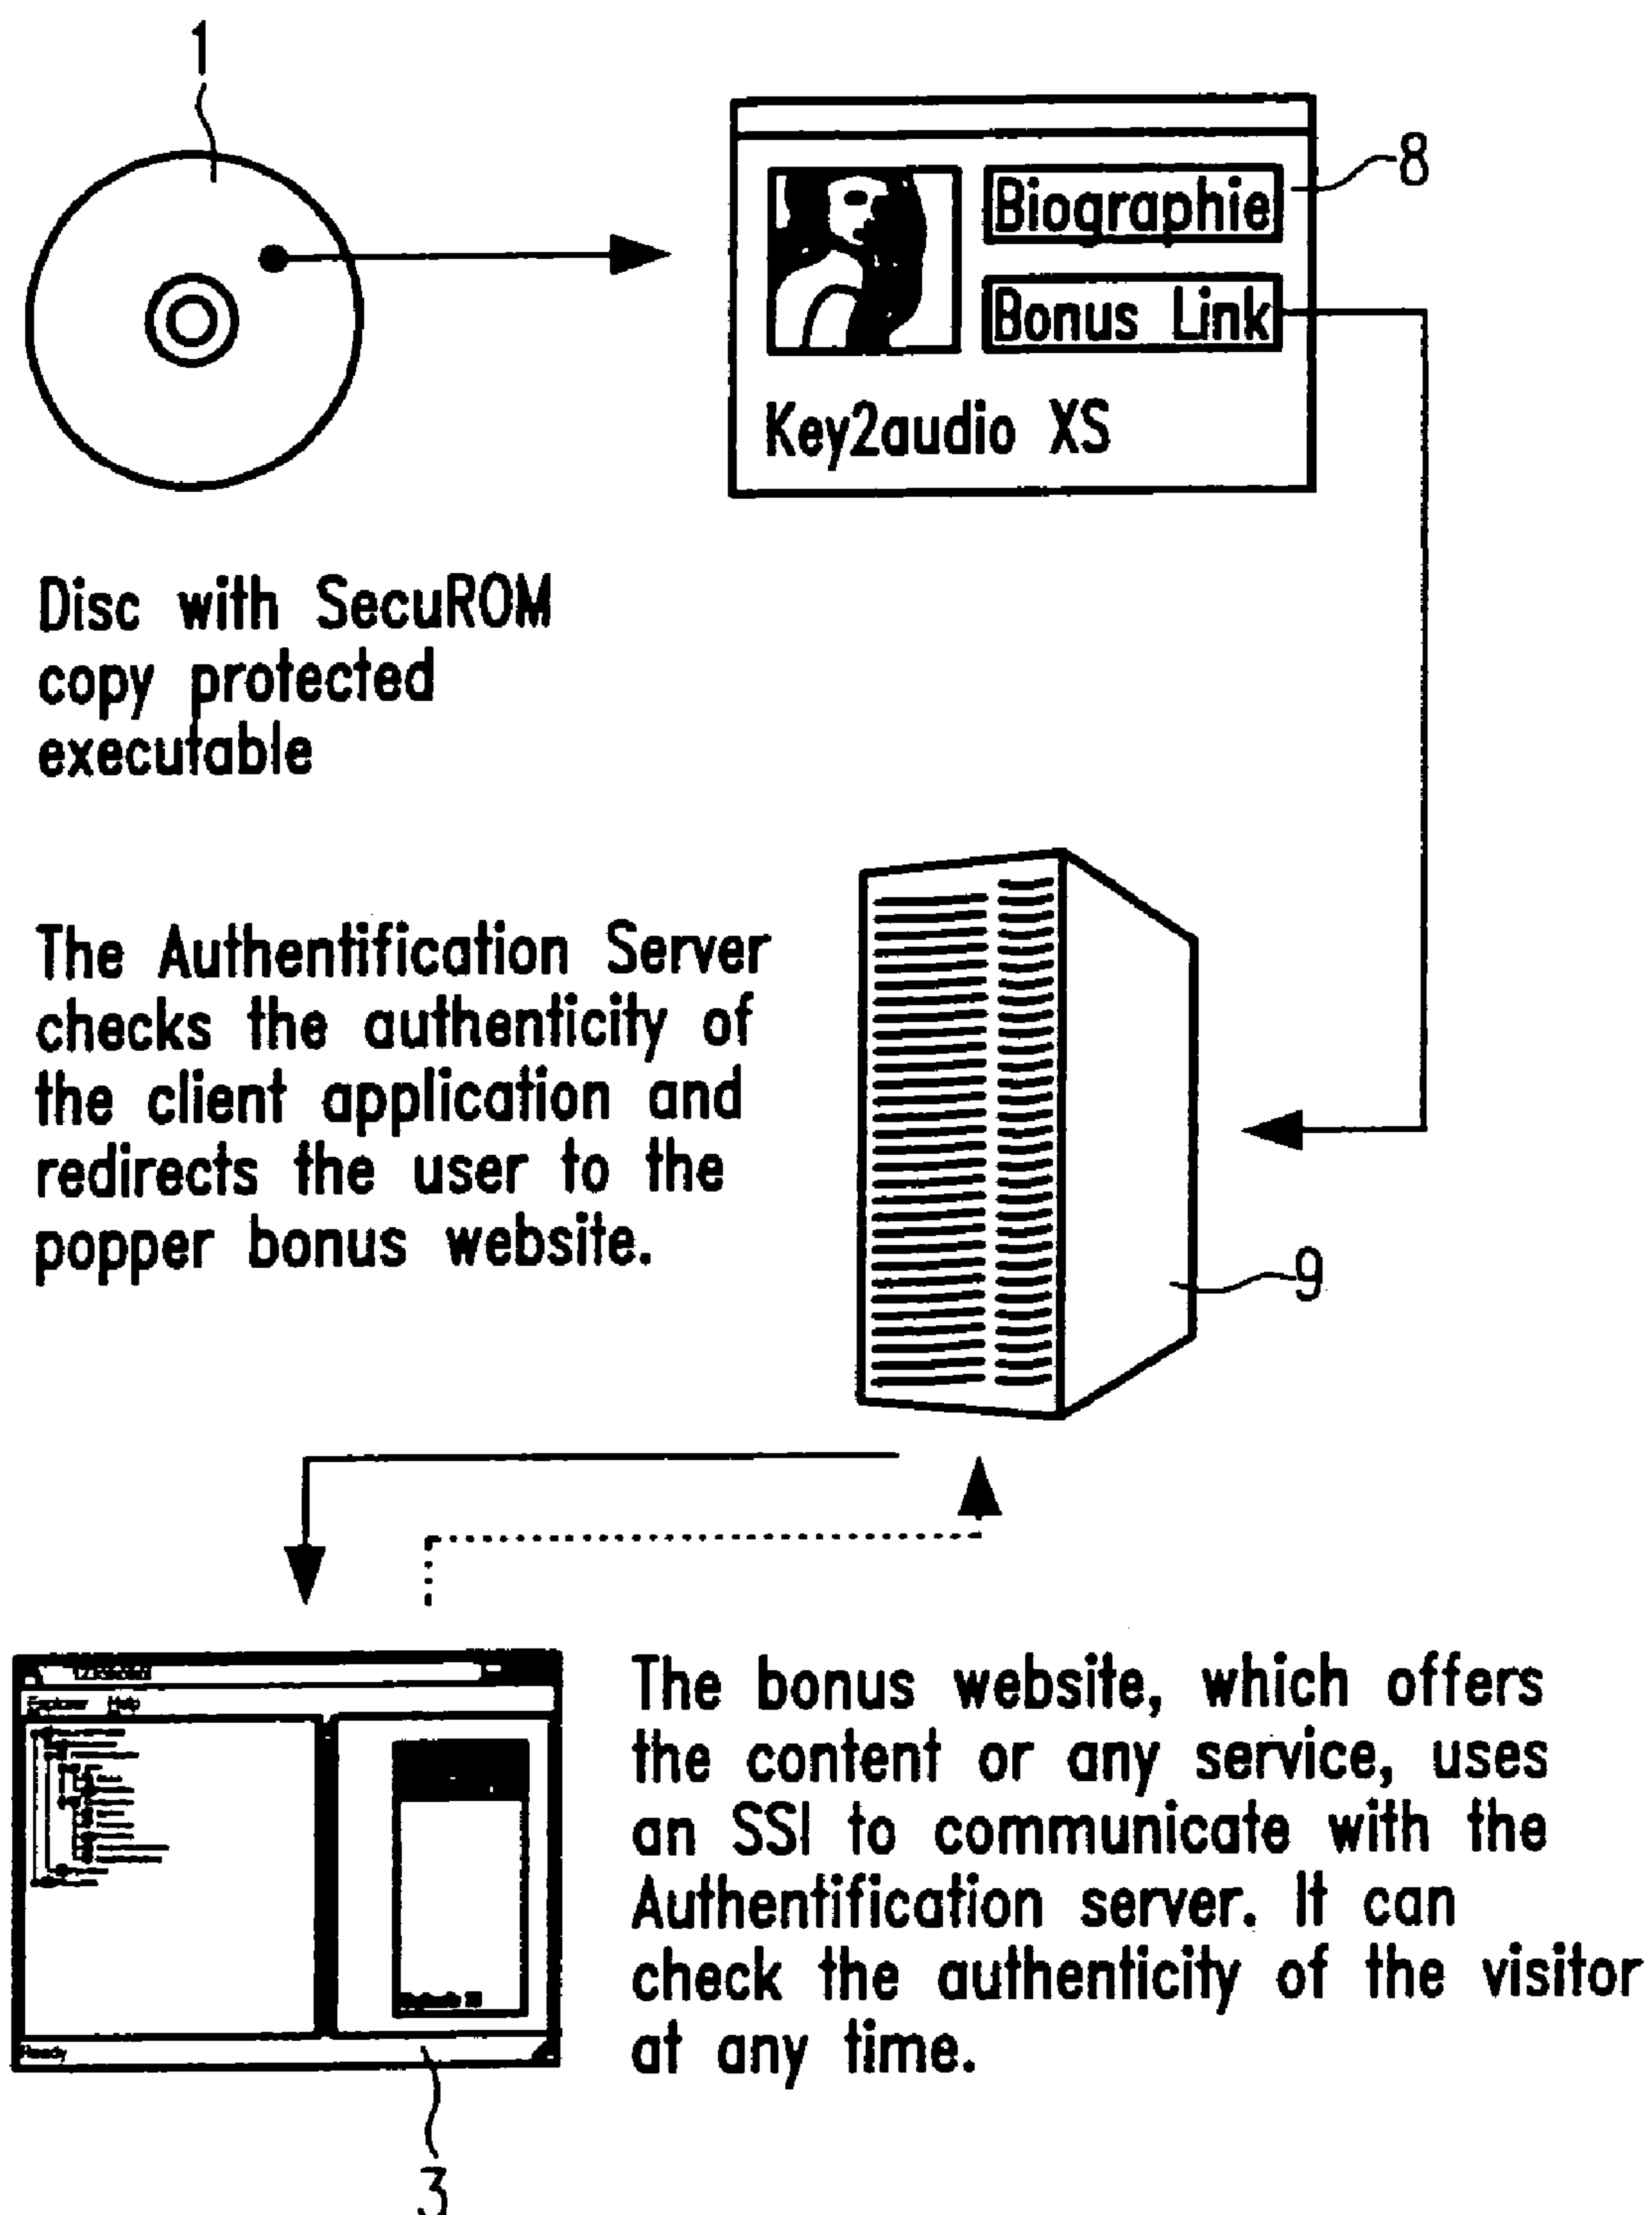 1
Biographie
8
Bonus Link
Key2audio XS
Disc with SecuROM
copy protected
executable
The Authentification Server
checks the authenticity of
the client application and
redirects the user to the
popper bonus website.
9
Explorer Help
Ready
The bonus website, which offers
the content or any service, uses
an SSI to communicate with the
Authentification server. It can
check the authenticity of the visitor
at any time.
3